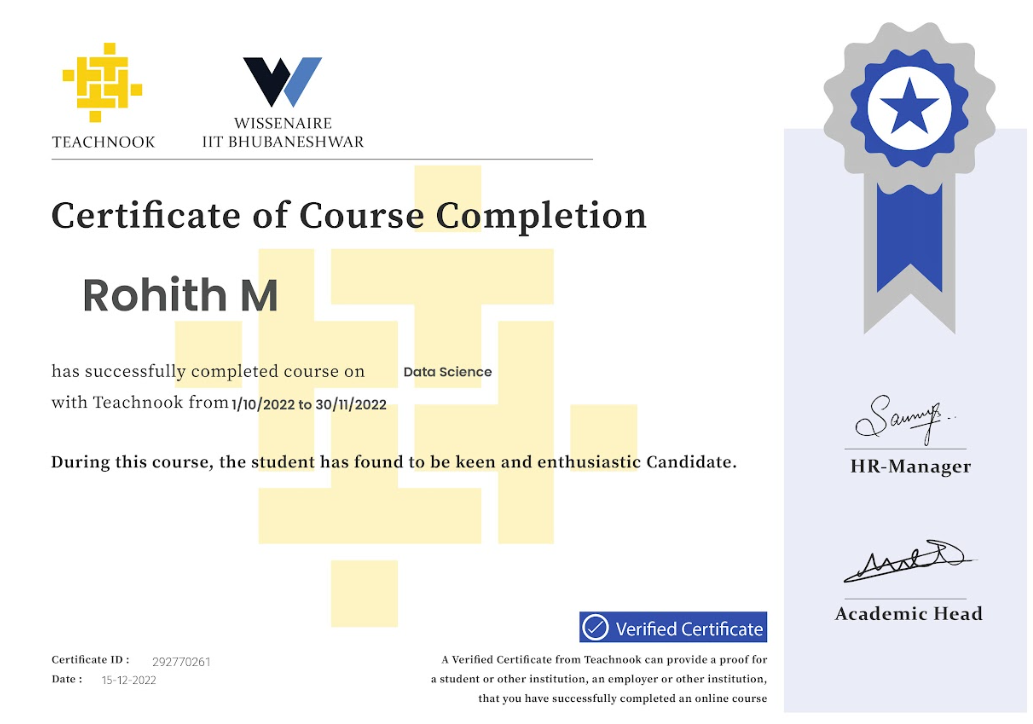 TEACHNOOK
WISSENAIRE
IIT BHUBANESHWAR
Certificate of Course Completion
Rohith M
has successfully completed course on Data Science
with Teachnook from 1/10/2022 to 30/11/2022
During this course, the student has found to be keen and enthusiastic Candidate.
HR-Manager
Academic Head
Verified Certificate
Certificate ID : 292770261
Date : 15-12-2022
A Verified Certificate from Teachnook can provide a proof for
a student or other institution, an employer or other institution,
that you have successfully completed an online course